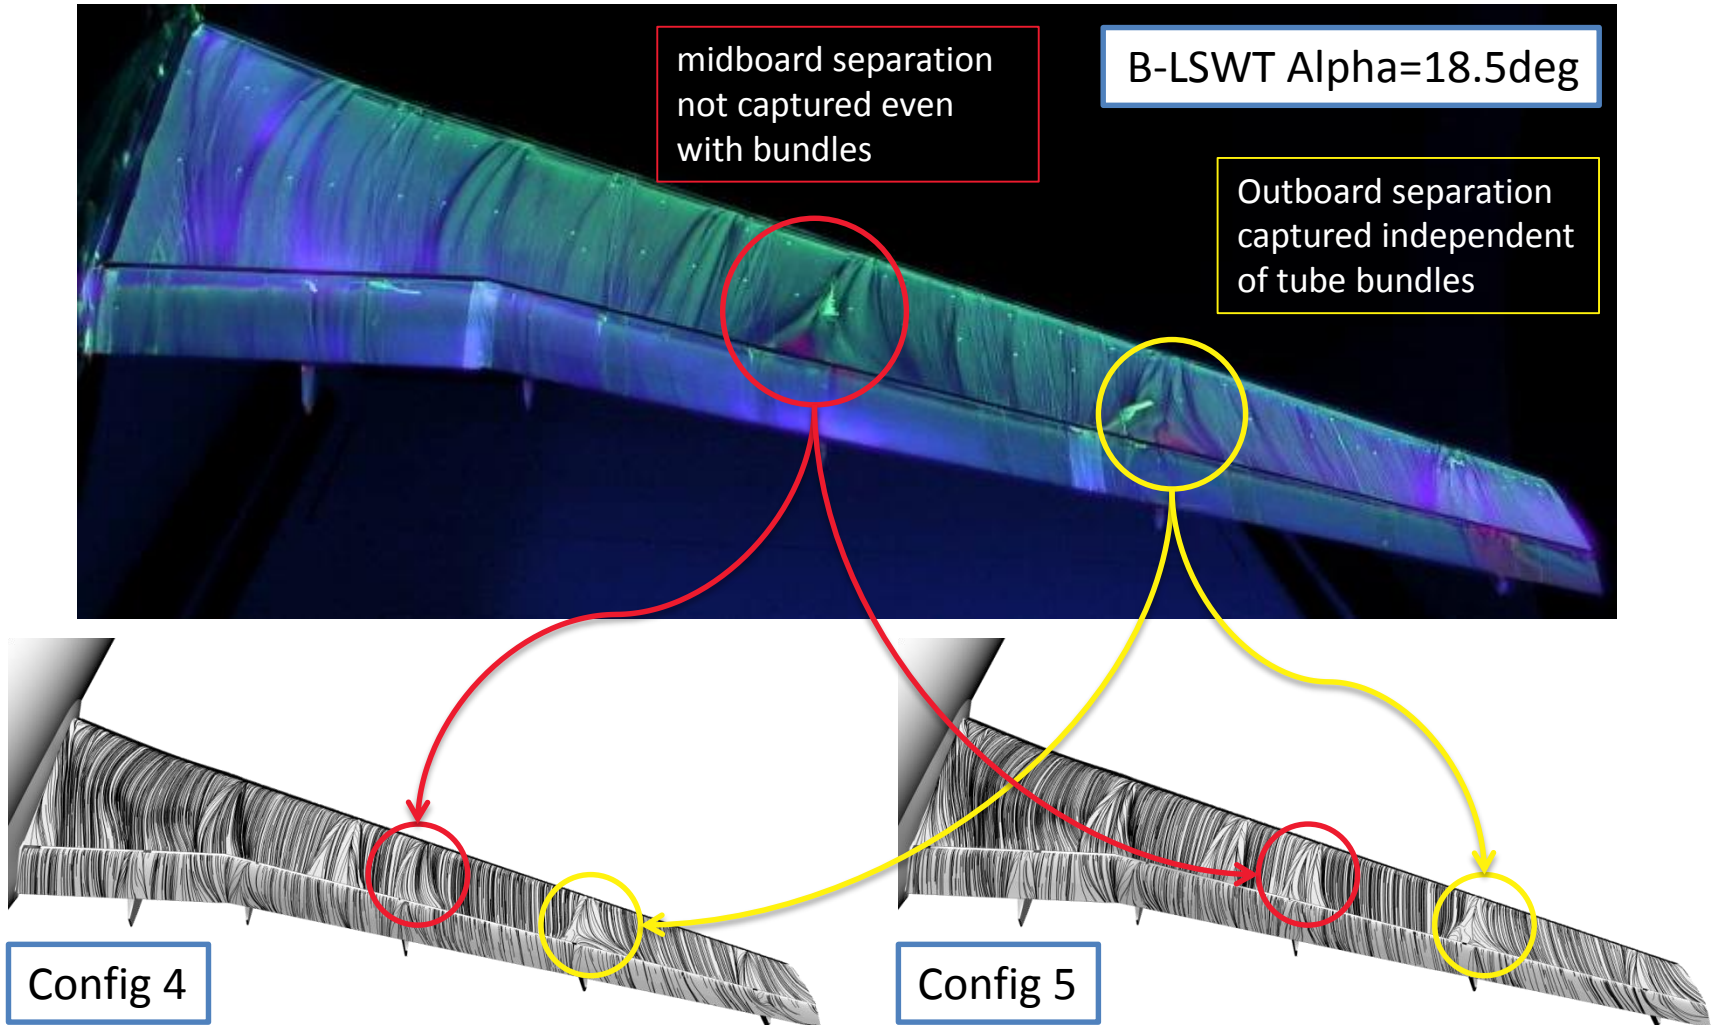 midboard separation
not captured even
with bundles
B-LSWT Alpha=18.5deg
Outboard separation
captured independent
of tube bundles
Config 4
Config 5